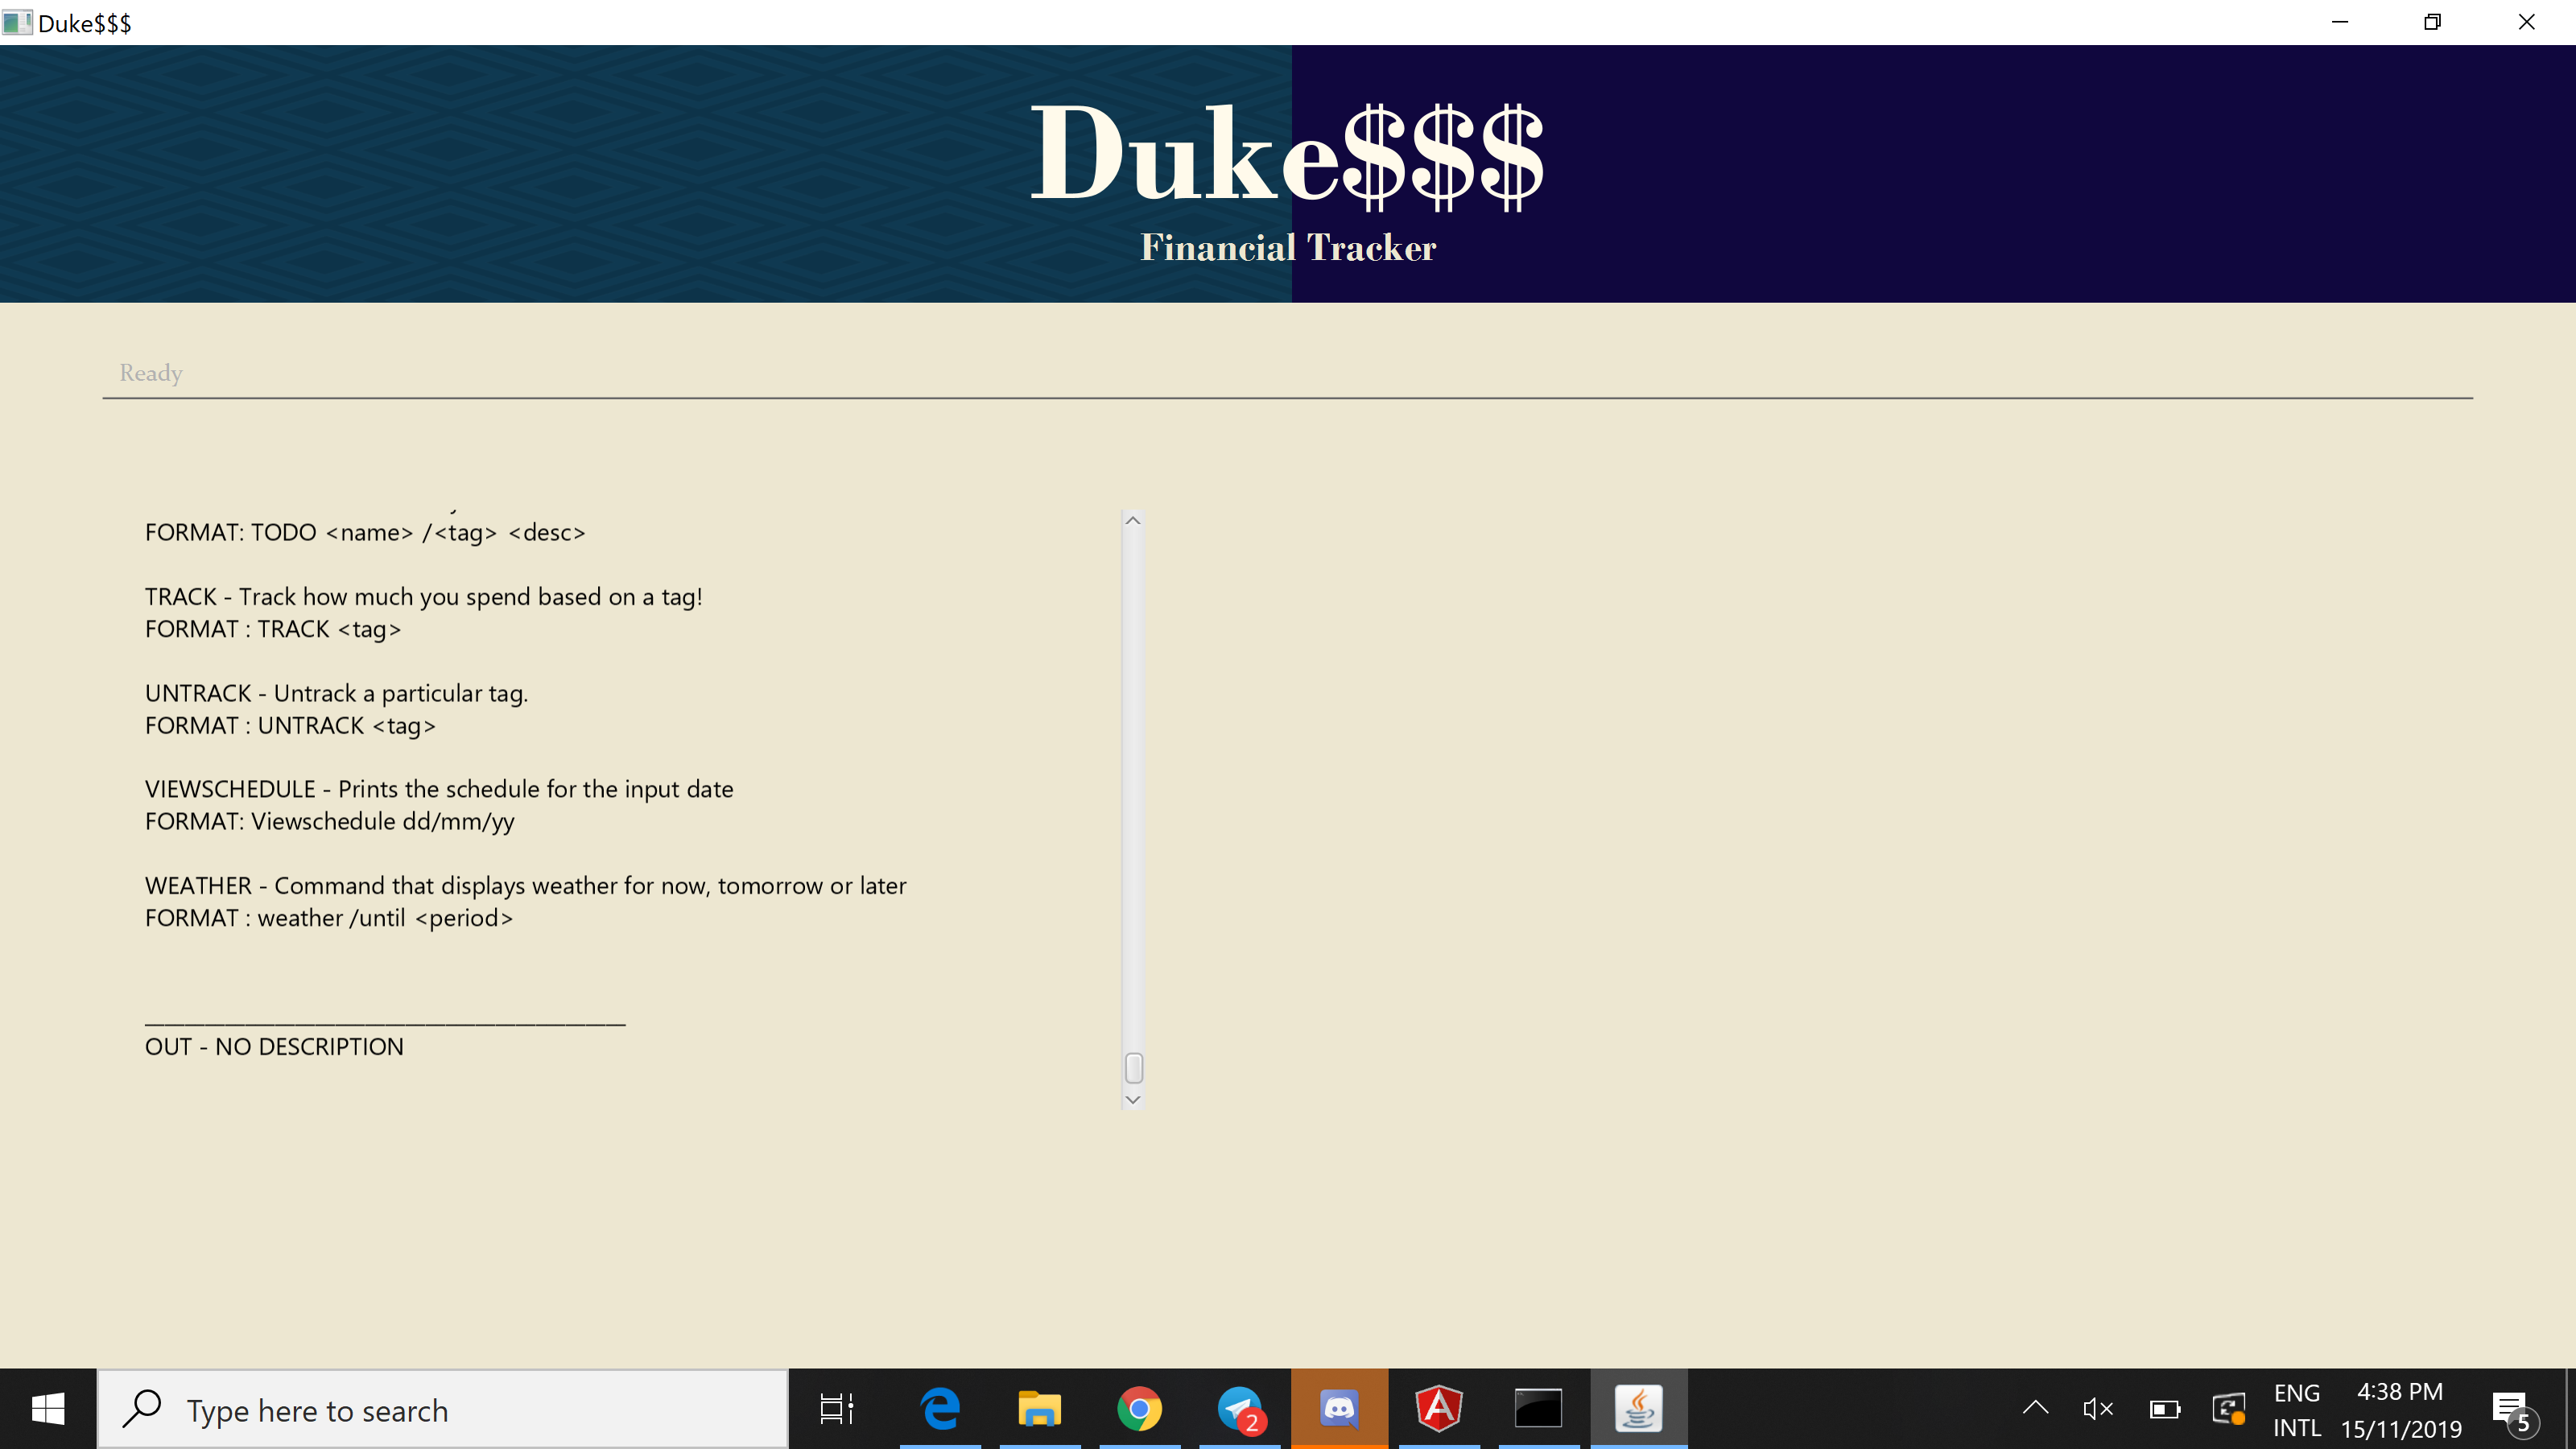 Duke$$$
Duke$$$
Financial Tracker
Ready
FORMAT: TODO <name> /<tag> <desc>
TRACK - Track how much you spend based on a tag!
FORMAT : TRACK <tag>
UNTRACK - Untrack a particular tag.
FORMAT : UNTRACK <tag>
VIEWSCHEDULE - Prints the schedule for the input date
FORMAT: Viewschedule dd/mm/yy
WEATHER - Command that displays weather for now, tomorrow or later
FORMAT : weather /until <period>
OUT - NO DESCRIPTION
Type here to search
2
ENG
INTL
4:38 PM
15/11/2019
5